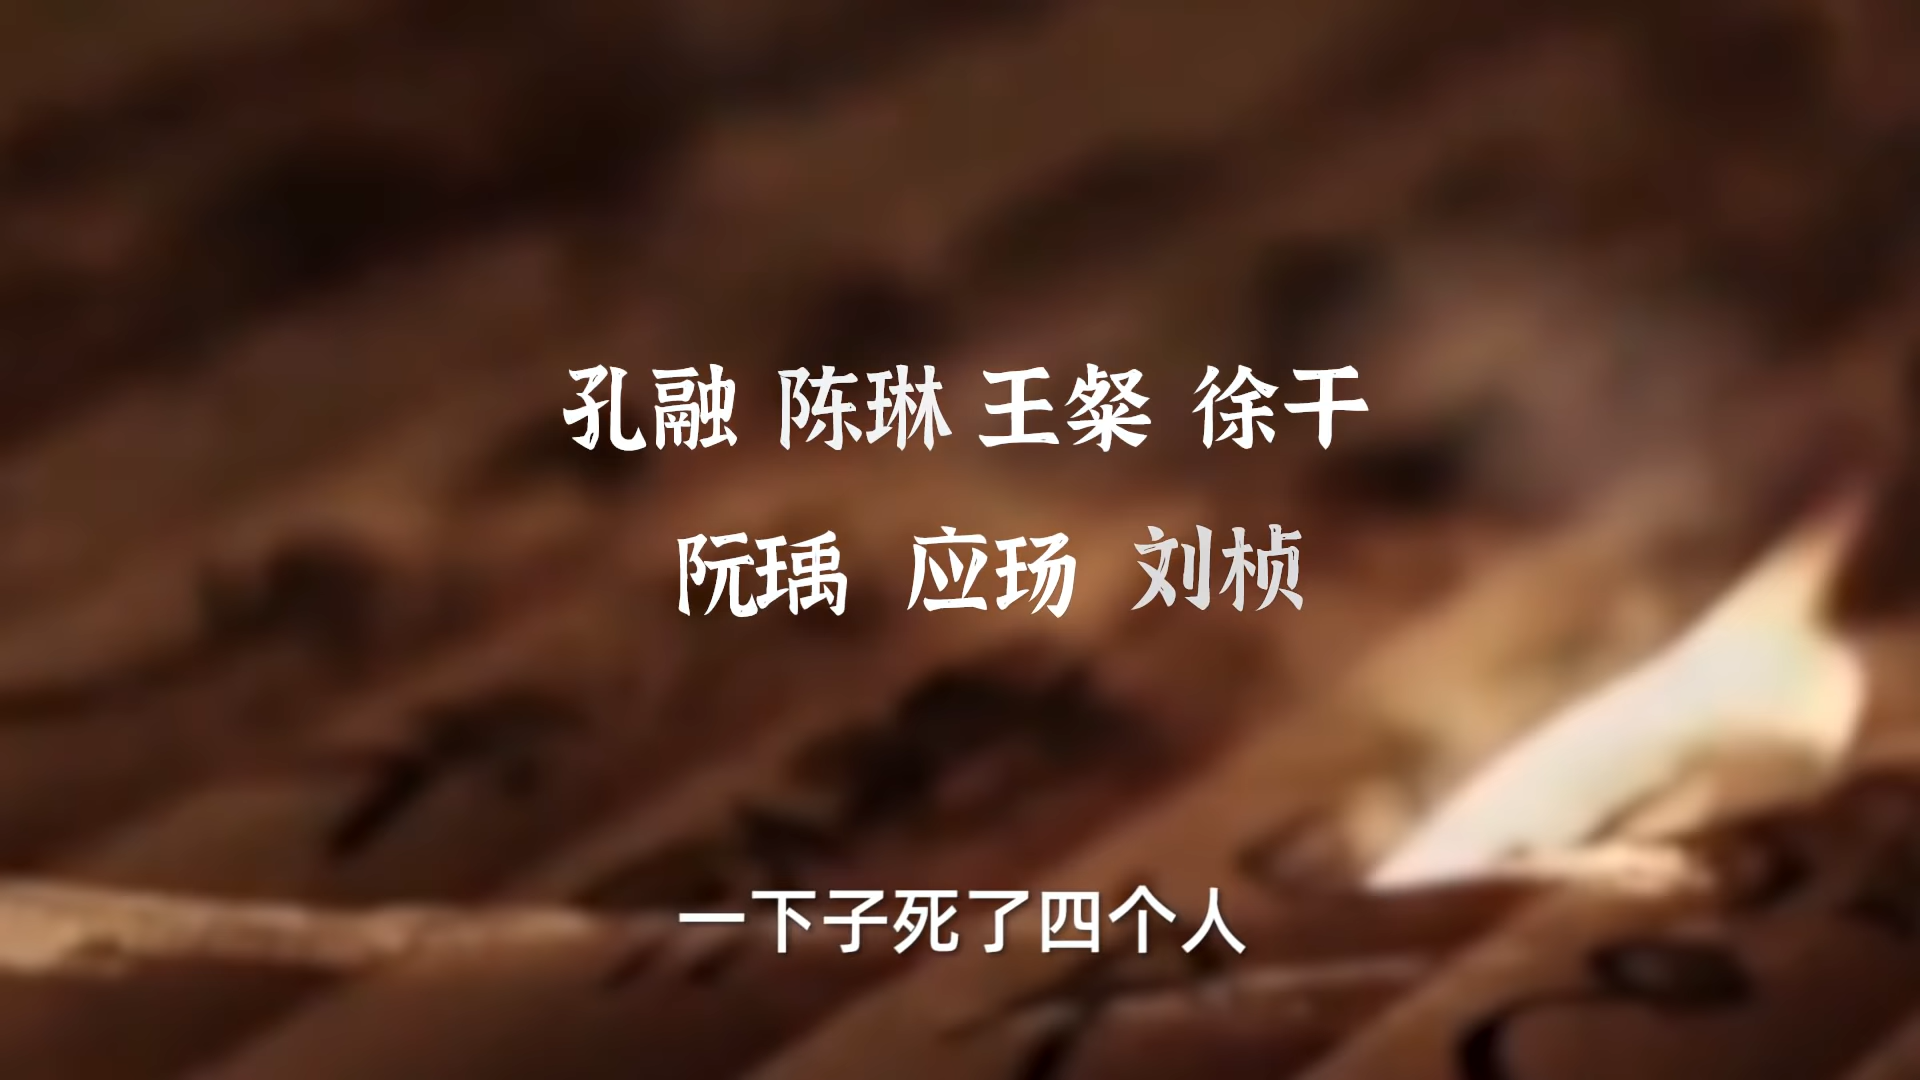 孔融 陈琳 王粲 徐干
阮瑀 应玚 刘桢
一下子死了四个人